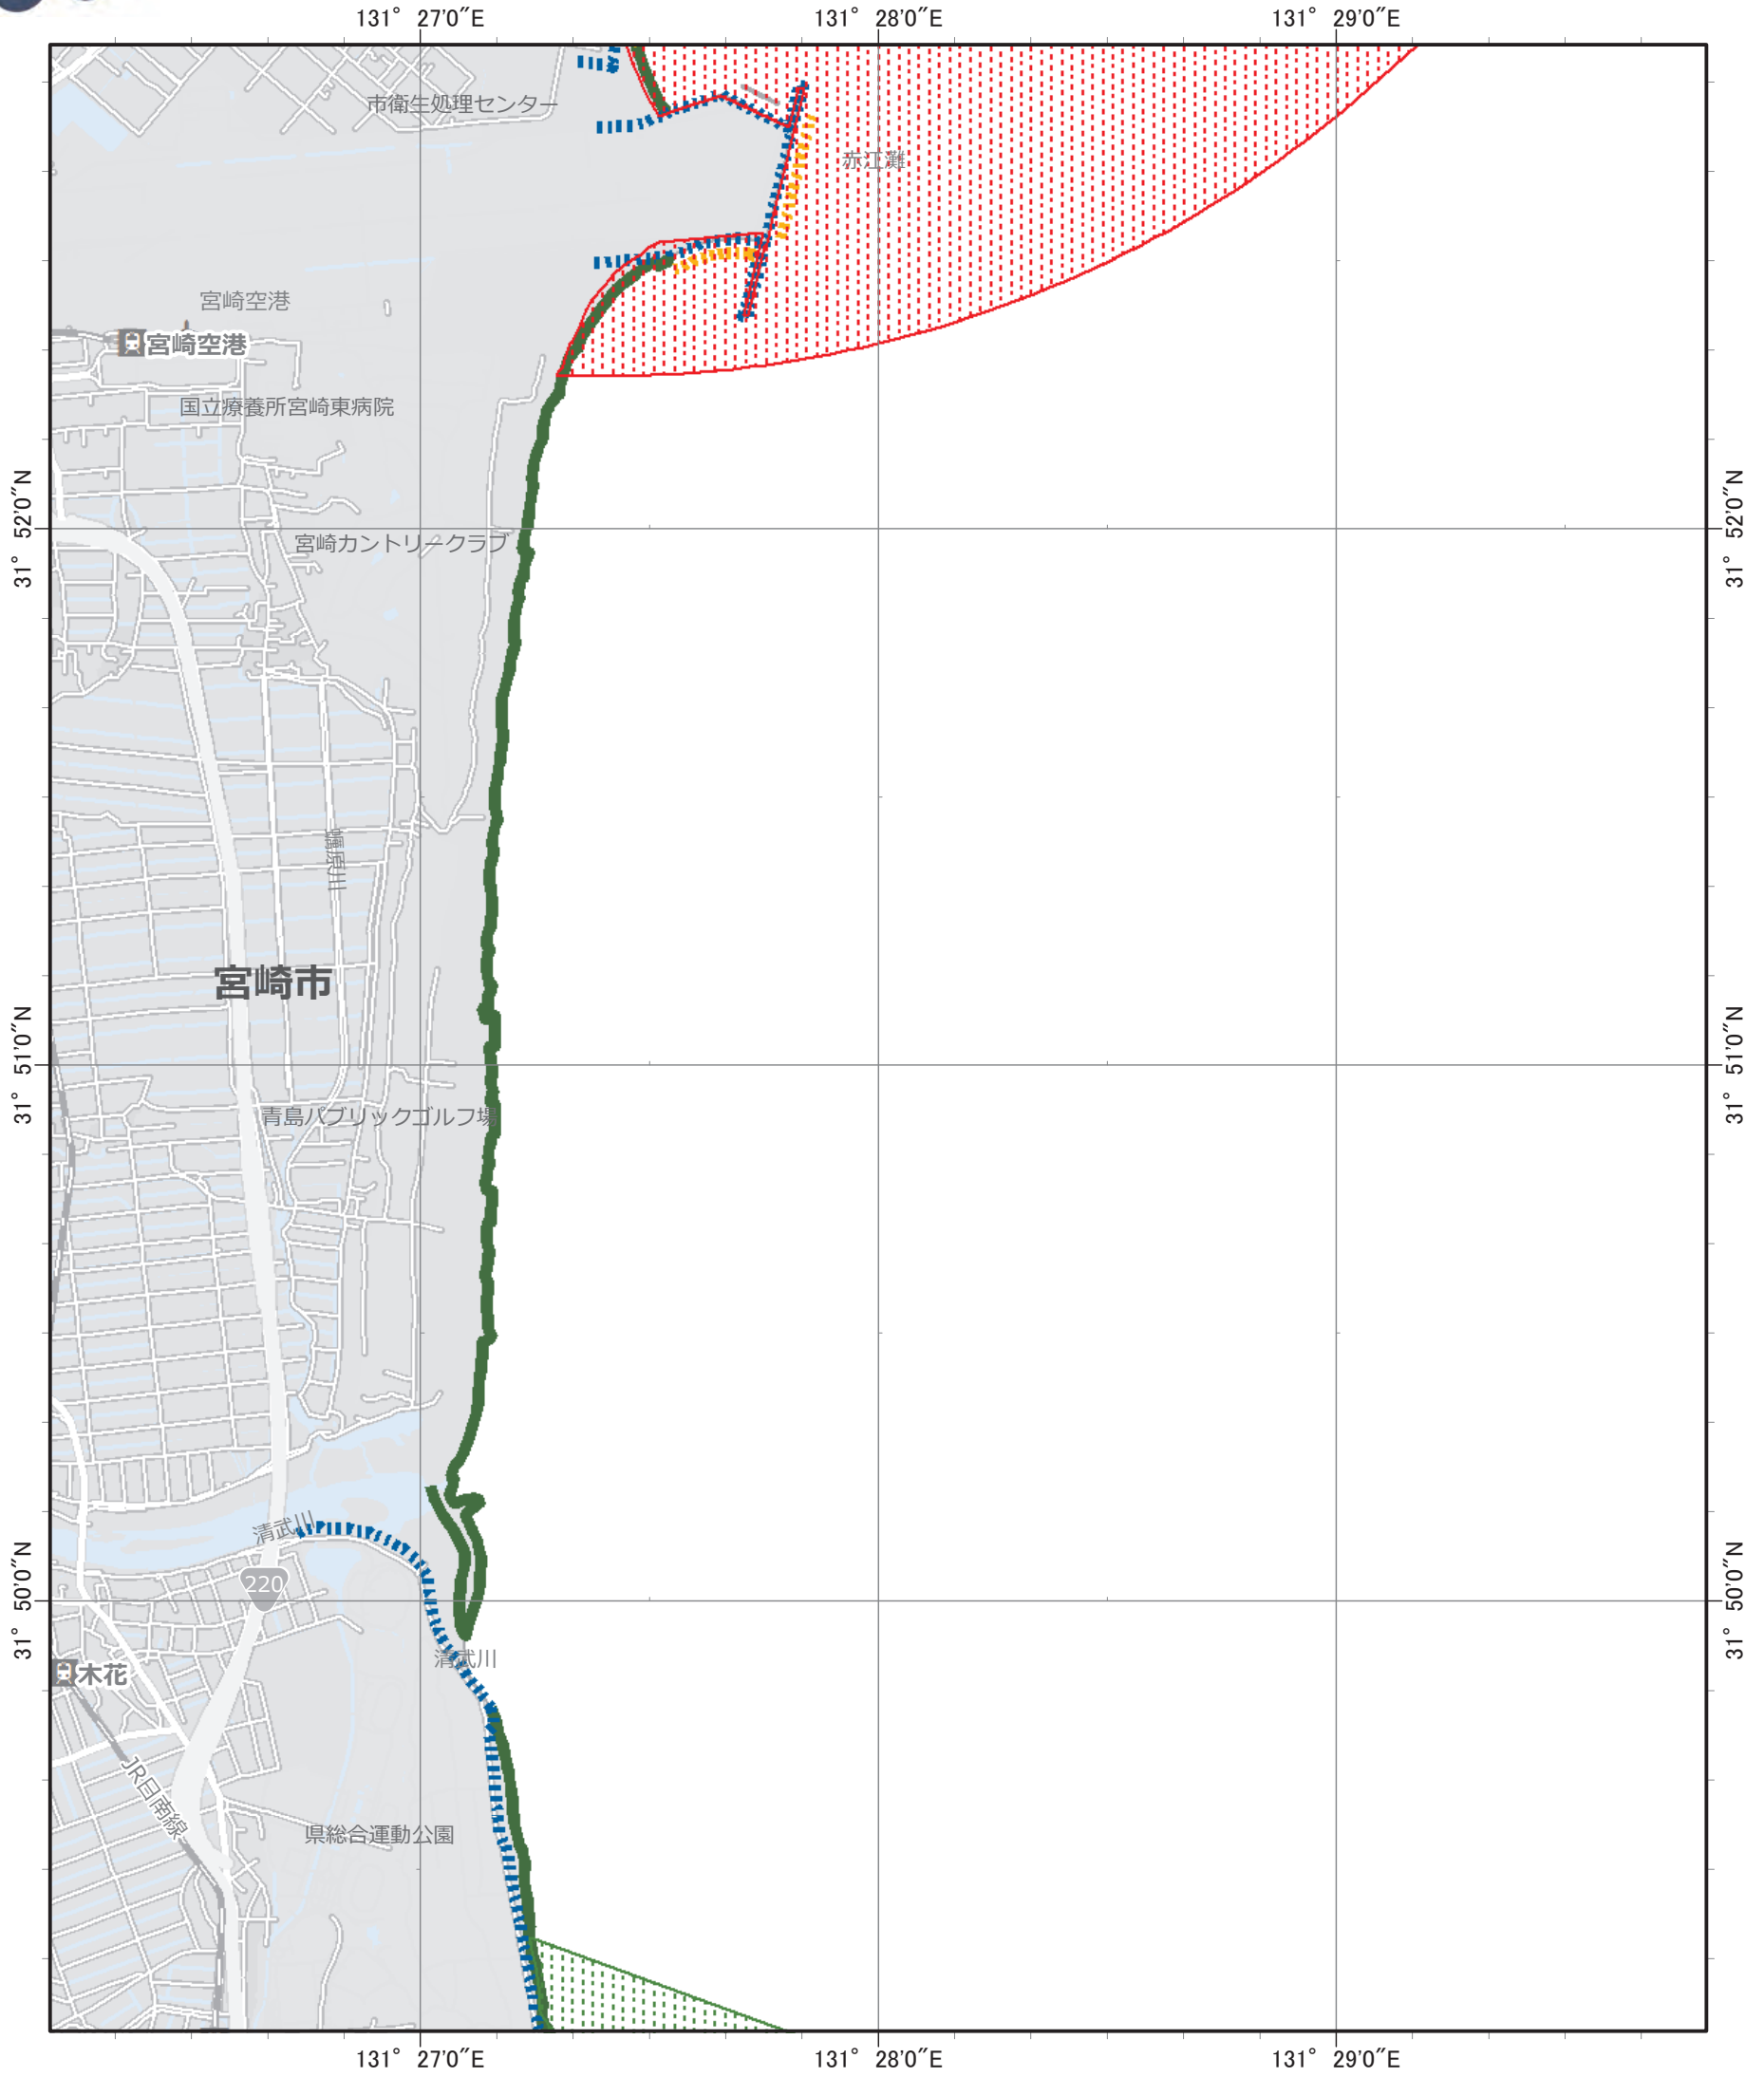 131° 27′0″E
131° 28′0″E
131° 29′0″E
市衛生処理センター
赤江灘
宮崎空港
宮崎空港
国立療養所宮崎東病院
31° 52′0″N
31° 52′0″N
宮崎カントリークラブ
宮崎市
31° 51′0″N
31° 51′0″N
青島パブリックゴルフ場
清武川
220
31° 50′0″N
31° 50′0″N
清武川
木花
JR日南線
県総合運動公園
131° 27′0″E
131° 28′0″E
131° 29′0″E